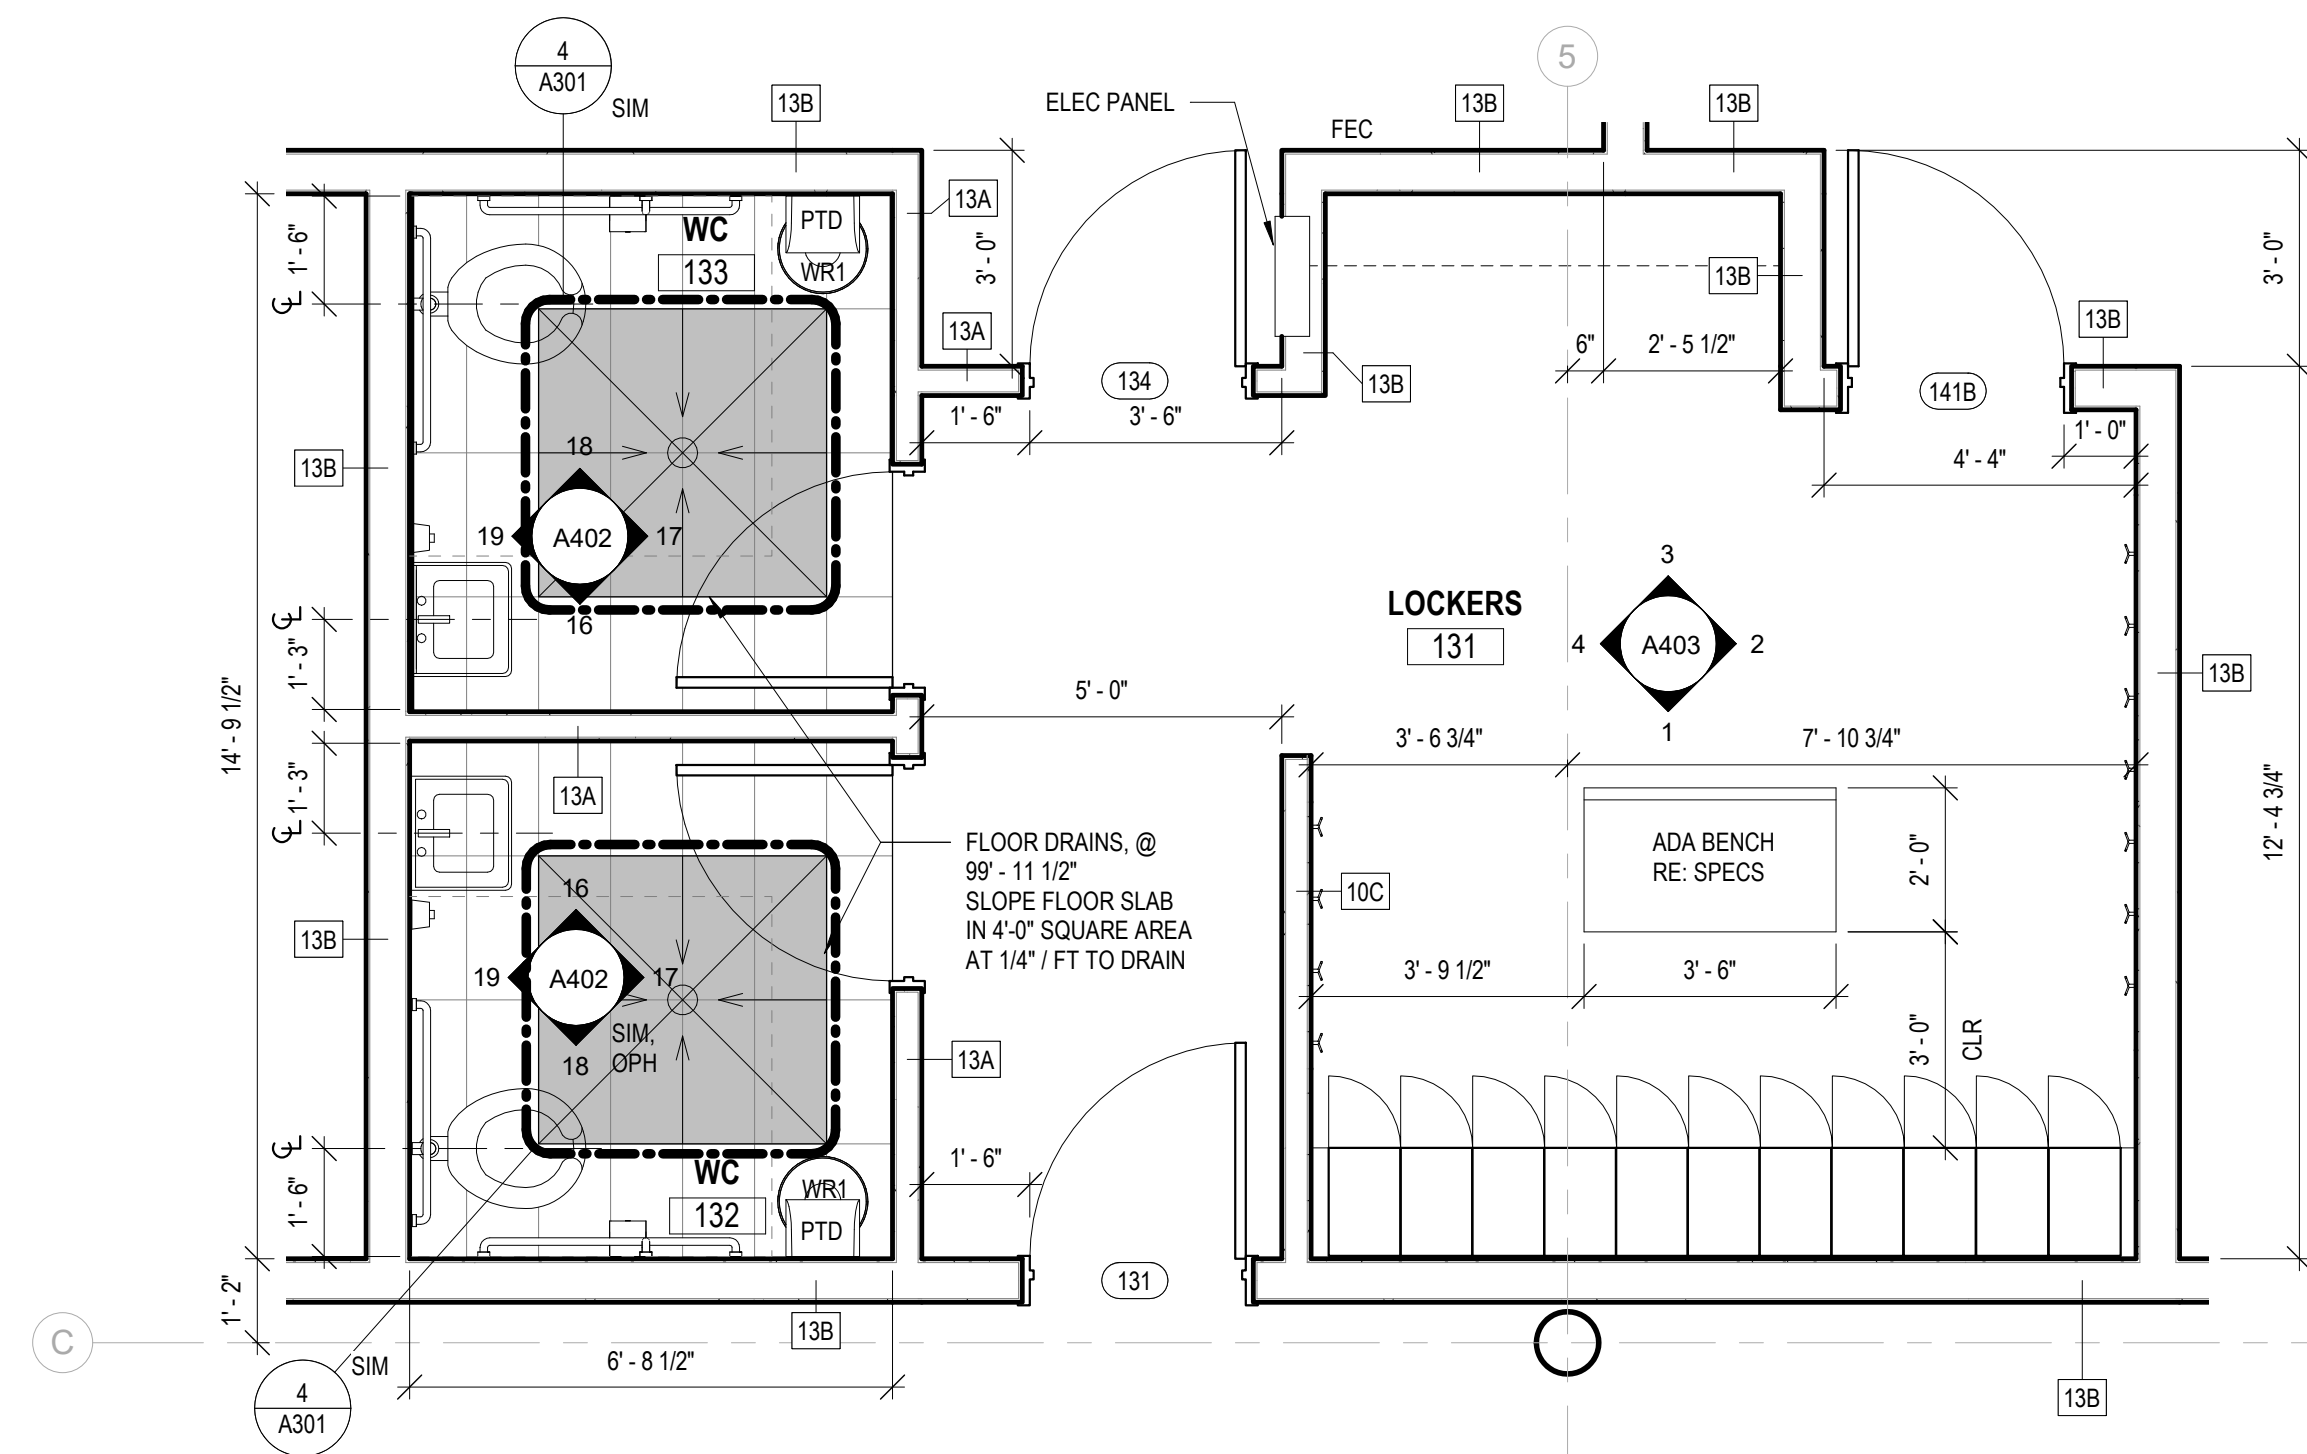 4
A301
SIM
13B
ELEC PANEL
FEC
13B
5
13B
1' - 6"
WC
133
PTD
WR1
13A
3' - 0"
13A
13B
3' - 0"
13B
6"
2' - 5 1/2"
134
13B
141B
1' - 6"
3' - 6"
1' - 0"
4' - 4"
13B
18
19
A402
17
16
℄
℄
1' - 3"
14' - 9 1/2"
LOCKERS
131
3
4
A403
2
1
13B
5' - 0"
3' - 6 3/4"
7' - 10 3/4"
1' - 3"
℄
13A
12' - 4 3/4"
FLOOR DRAINS, @
99' - 11 1/2"
SLOPE FLOOR SLAB
IN 4'-0" SQUARE AREA
AT 1/4" / FT TO DRAIN
ADA BENCH
RE: SPECS
2' - 0"
10C
13B
16
19
A402
17
18
SIM,
OPH
3' - 9 1/2"
3' - 6"
3' - 0"
CLR
13A
℄
1' - 6"
WC
132
WR1
PTD
1' - 6"
131
1' - 2"
13B
C
6' - 8 1/2"
SIM
4
A301
13B